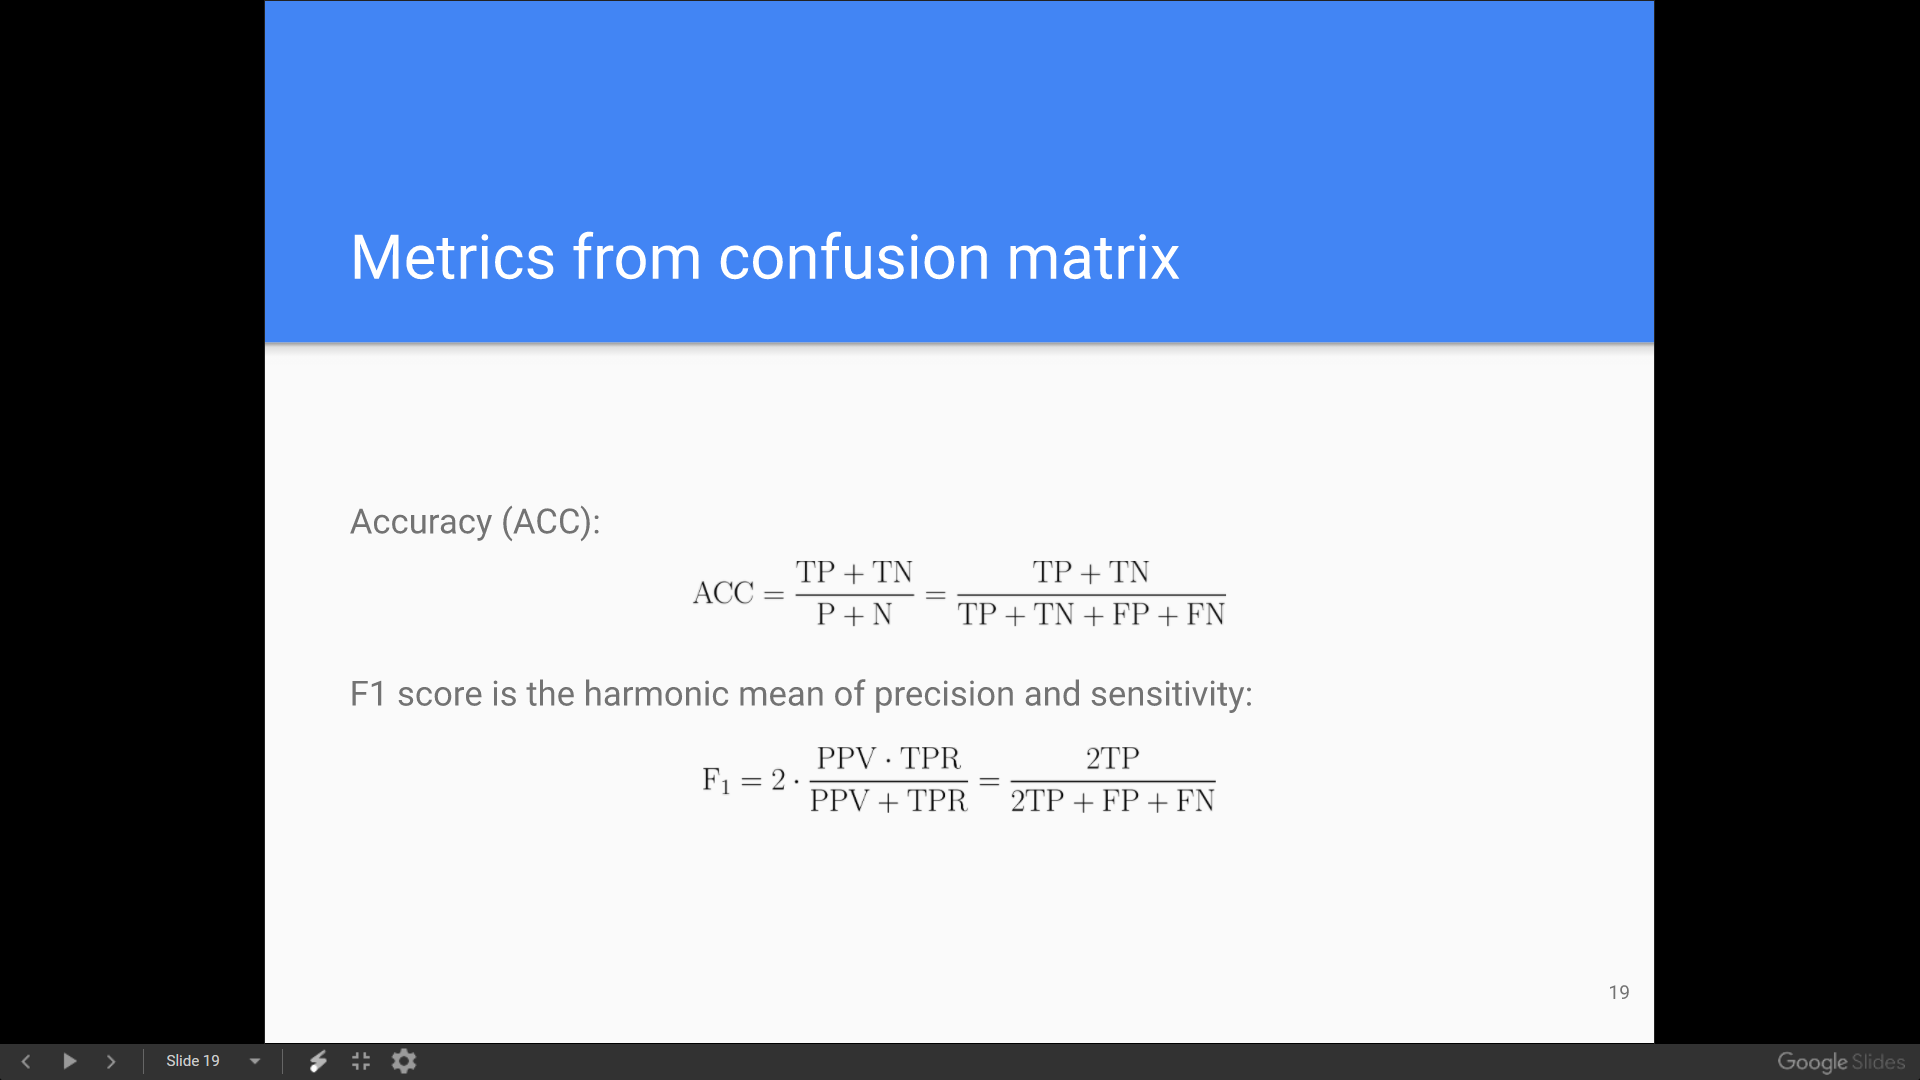 Metrics from confusion matrix
Accuracy (ACC):
ACC = TP + TN / P + N = TP + TN / TP + TN + FP + FN
F1 score is the harmonic mean of precision and sensitivity:
F₁ = 2 · PPV · TPR / PPV + TPR = 2TP / 2TP + FP + FN
19
Slide 19
Google Slides